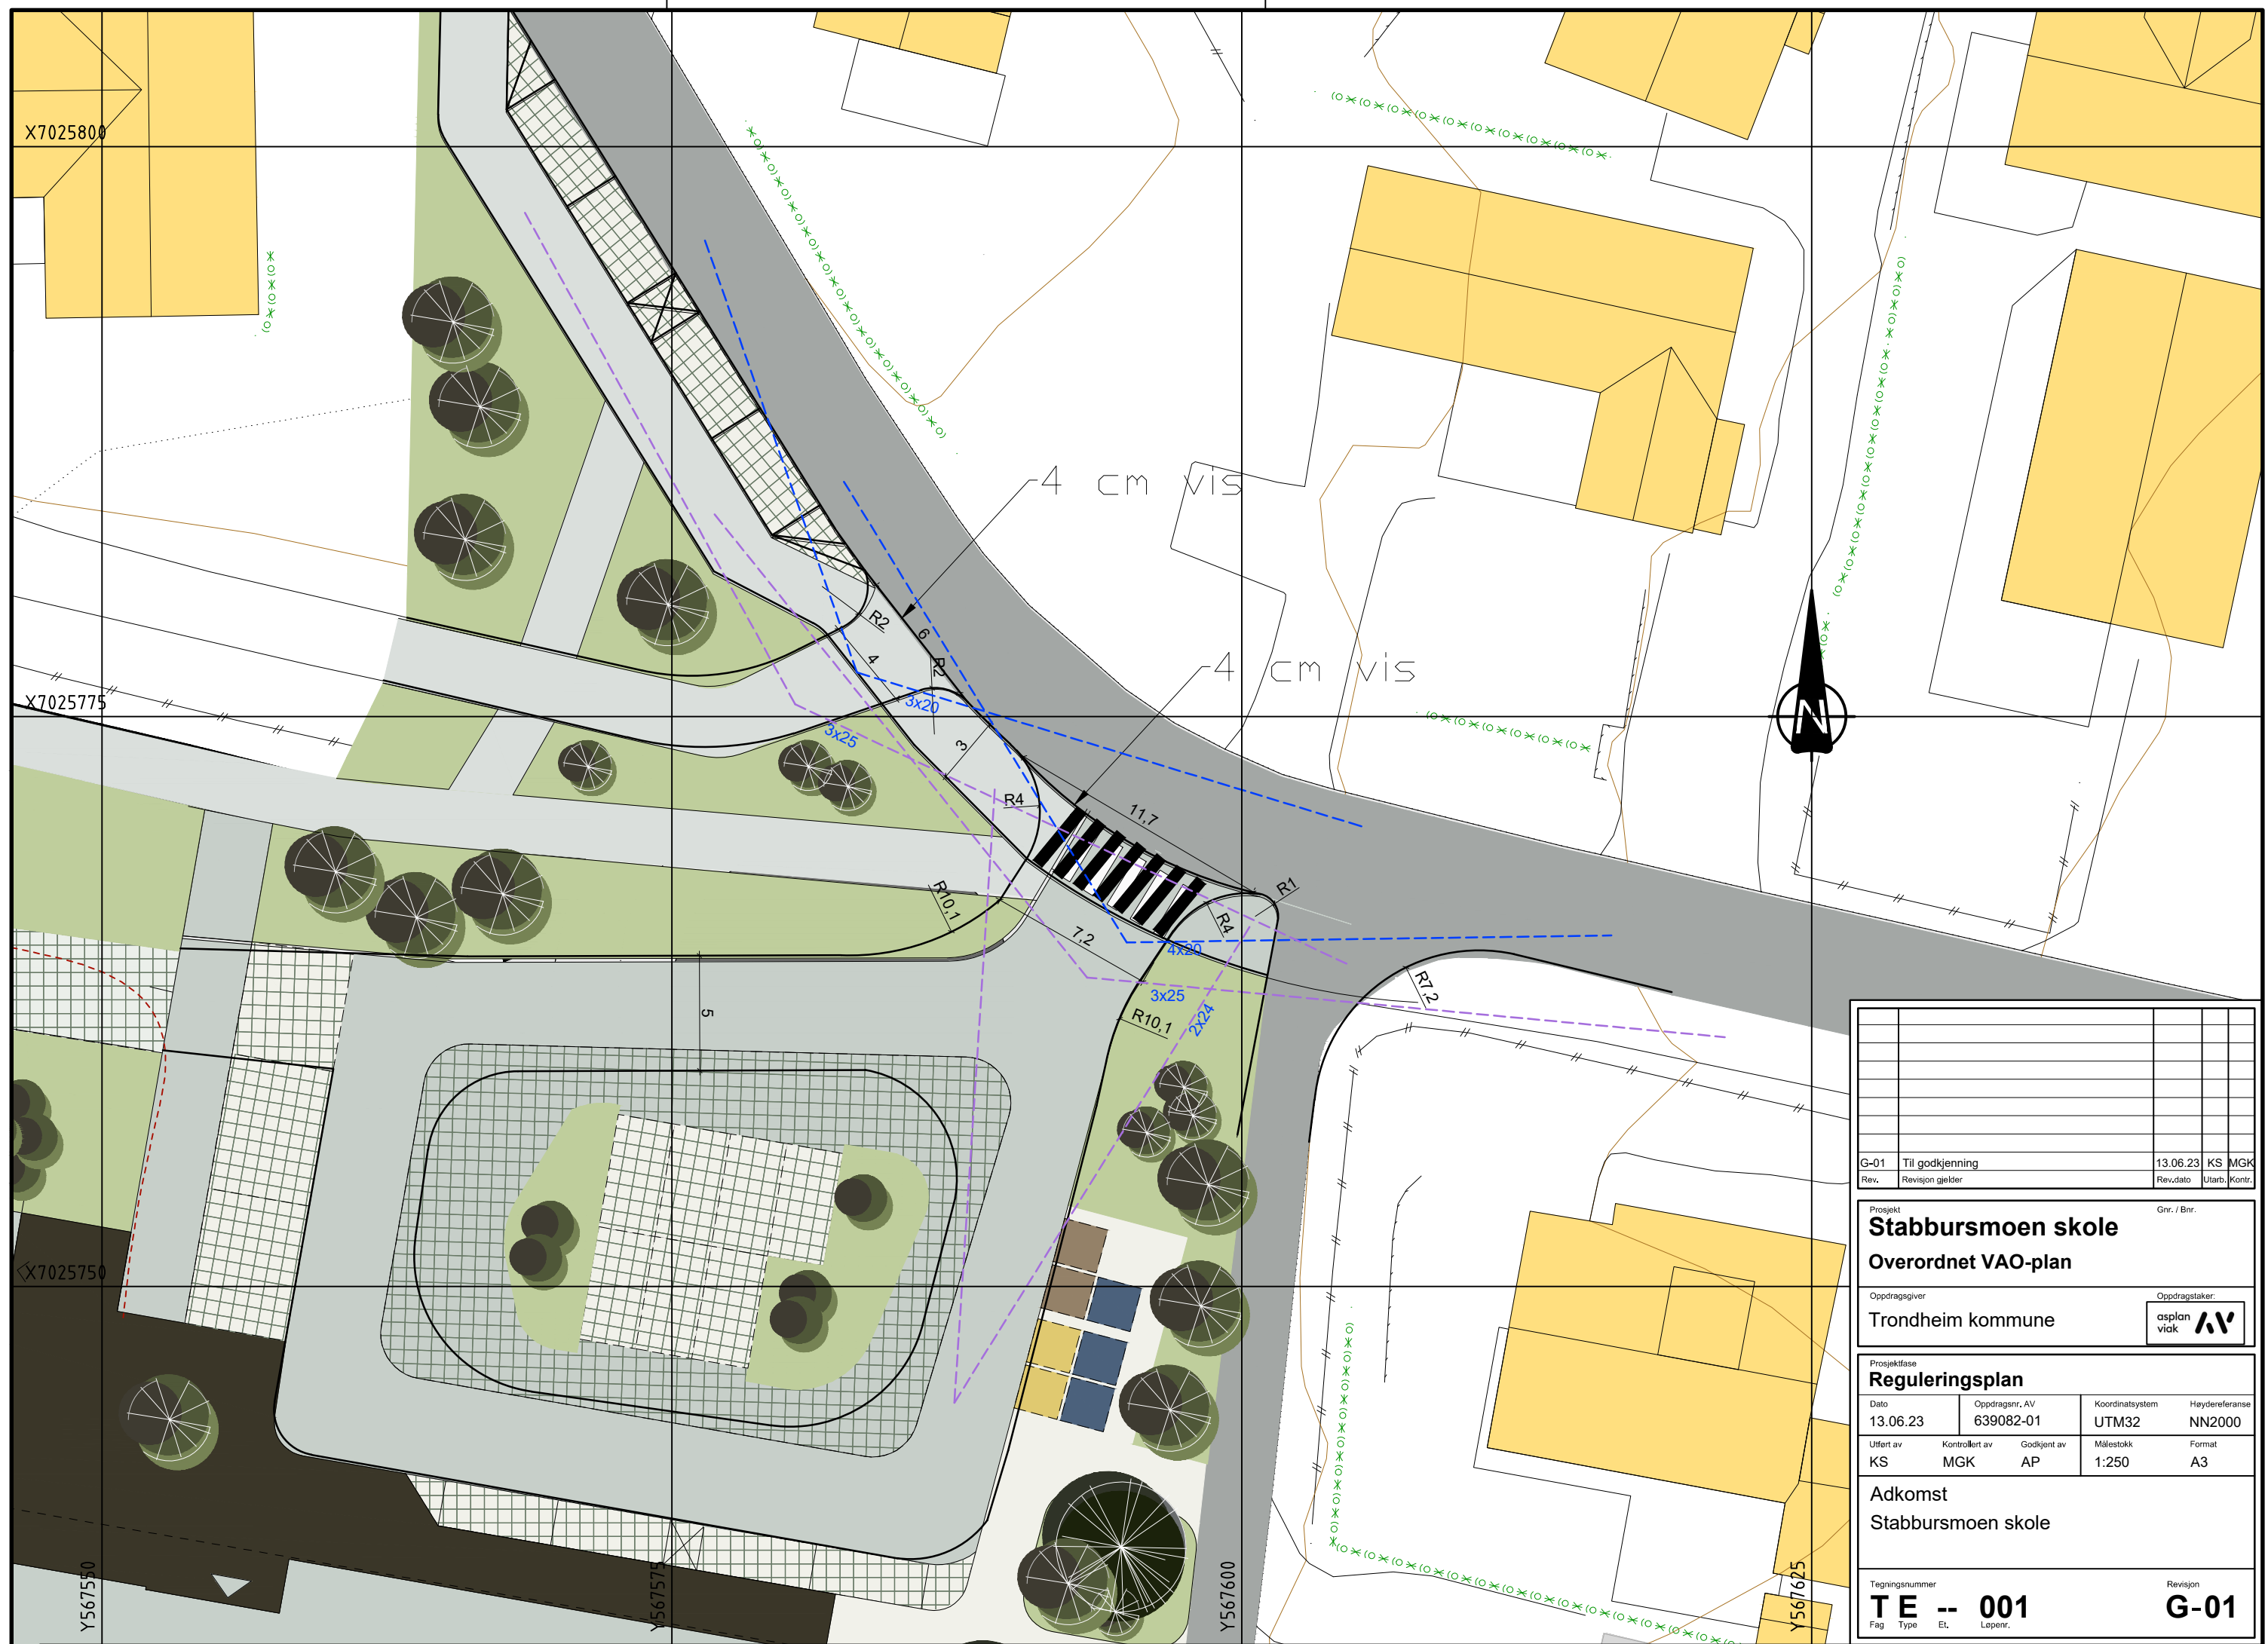 X7025800
4 cm vis
R2
6
4
R2
4 cm vis
X7025775
3x20
3x25
3
R4
11,7
R10,1
R1
R4
7,2
4x20
3x25
R7,2
2x24
R10,1
5
N
X7025750
Y567550
Y567575
Y567600
Y567625
G-01 Til godkjenning 13.06.23 KS MGK
Rev. Revisjon gjelder Rev.dato Utarb. Kontr.
Prosjekt Gnr. / Bnr.
Stabbursmoen skole
Overordnet VAO-plan
Oppdragsgiver Oppdragstaker:
Trondheim kommune
asplan
viak
Prosjektfase
Reguleringsplan
Dato Oppdragsnr. AV Koordinatsystem Høydereferanse
13.06.23 639082-01 UTM32 NN2000
Utført av Kontrollert av Godkjent av Målestokk Format
KS MGK AP 1:250 A3
Adkomst
Stabbursmoen skole
Tegningsnummer Revisjon
T E -- 001 G-01
Fag Type Et. Løpenr.